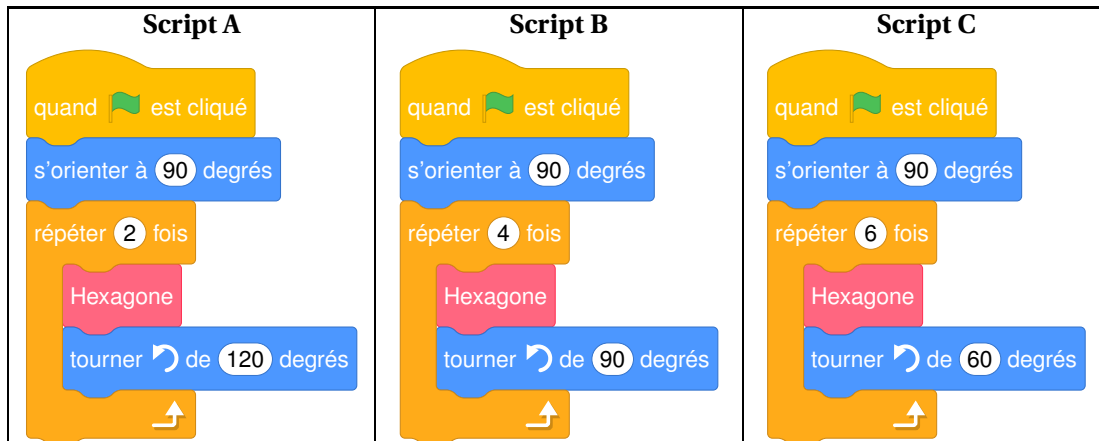 Script A
quand est cliqué
s'orienter à 90 degrés
répéter 2 fois
Hexagone
tourner de 120 degrés
Script B
quand est cliqué
s'orienter à 90 degrés
répéter 4 fois
Hexagone
tourner de 90 degrés
Script C
quand est cliqué
s'orienter à 90 degrés
répéter 6 fois
Hexagone
tourner de 60 degrés